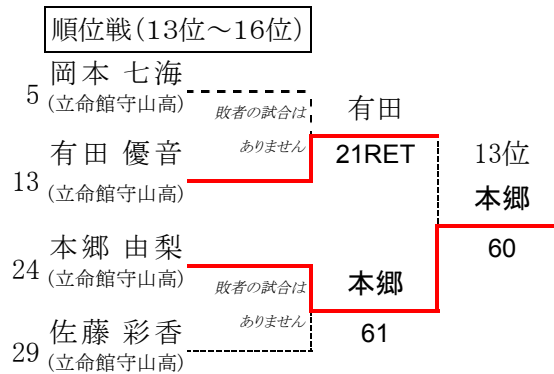 順位戦(13位～16位)
5 岡本 七海
(立命館守山高)
敗者の試合は
ありません
有田
21RET
13 有田 優音
(立命館守山高)
13位
本郷
60
24 本郷 由梨
(立命館守山高)
敗者の試合は
ありません
本郷
61
29 佐藤 彩香
(立命館守山高)